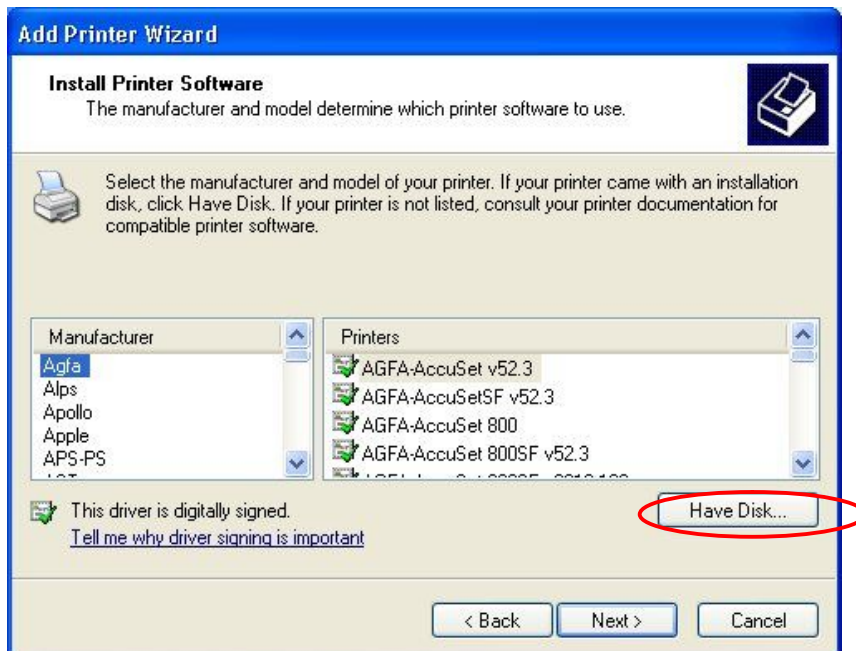 Add Printer Wizard
Install Printer Software
The manufacturer and model determine which printer software to use.
Select the manufacturer and model of your printer. If your printer came with an installation
disk, click Have Disk. If your printer is not listed, consult your printer documentation for
compatible printer software.
Manufacturer
Agfa
Alps
Apollo
Apple
APS-PS
Printers
AGFA-AccuSet v52.3
AGFA-AccuSetSF v52.3
AGFA-AccuSet 800
AGFA-AccuSet 800SF v52.3
This driver is digitally signed.
Tell me why driver signing is important
Have Disk...
< Back
Next >
Cancel